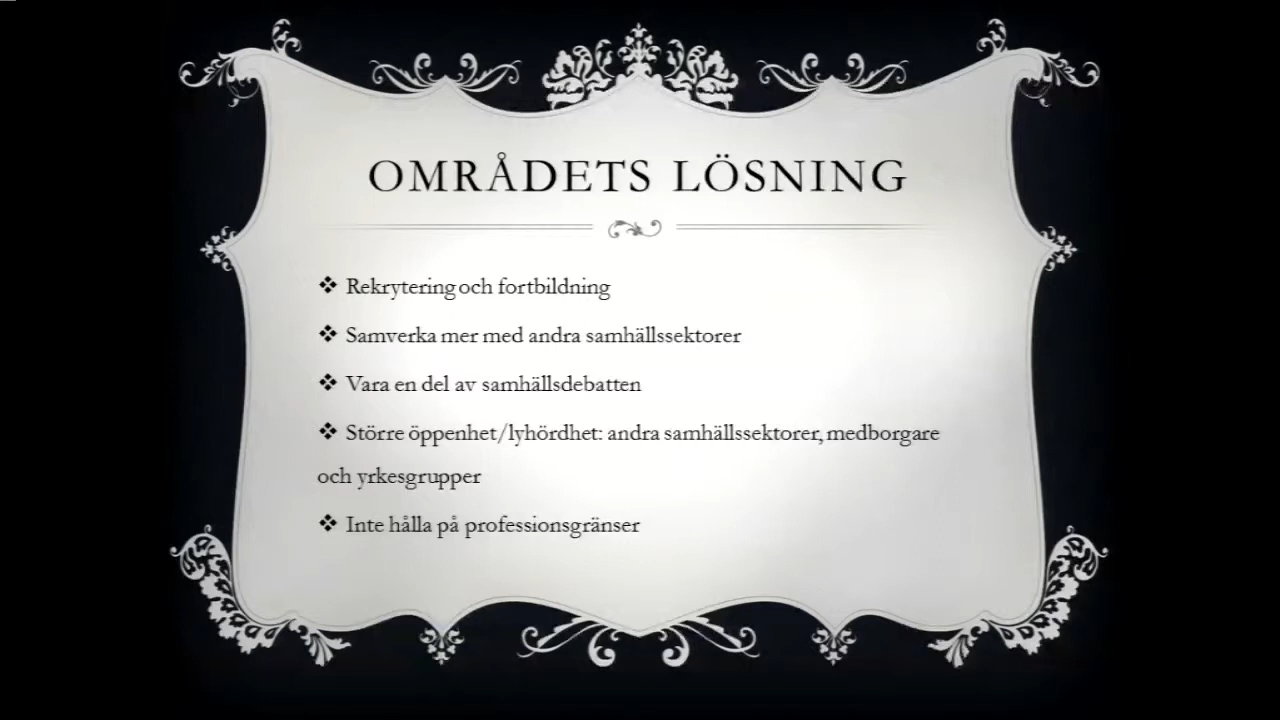 OMRÅDETS LÖSNING
❖ Rekrytering och fortbildning
❖ Samverka mer med andra samhällssektorer
❖ Vara en del av samhällsdebatten
❖ Större öppenhet/lyhördhet: andra samhällssektorer, medborgare
och yrkesgrupper
❖ Inte hålla på professionsgränser